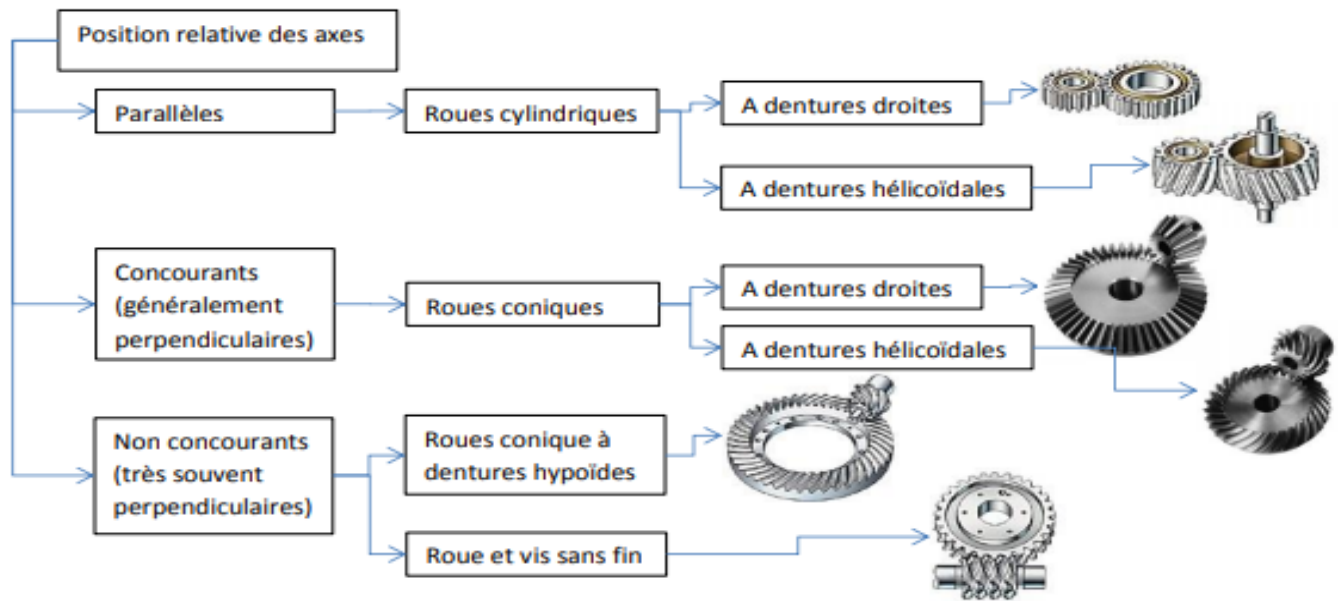 Position relative des axes
Parallèles
Roues cylindriques
A dentures droites
A dentures hélicoïdales
Concourants
(généralement
perpendiculaires)
Roues coniques
A dentures droites
A dentures hélicoïdales
Non concourants
(très souvent
perpendiculaires)
Roues conique à
dentures hypoïdes
Roue et vis sans fin